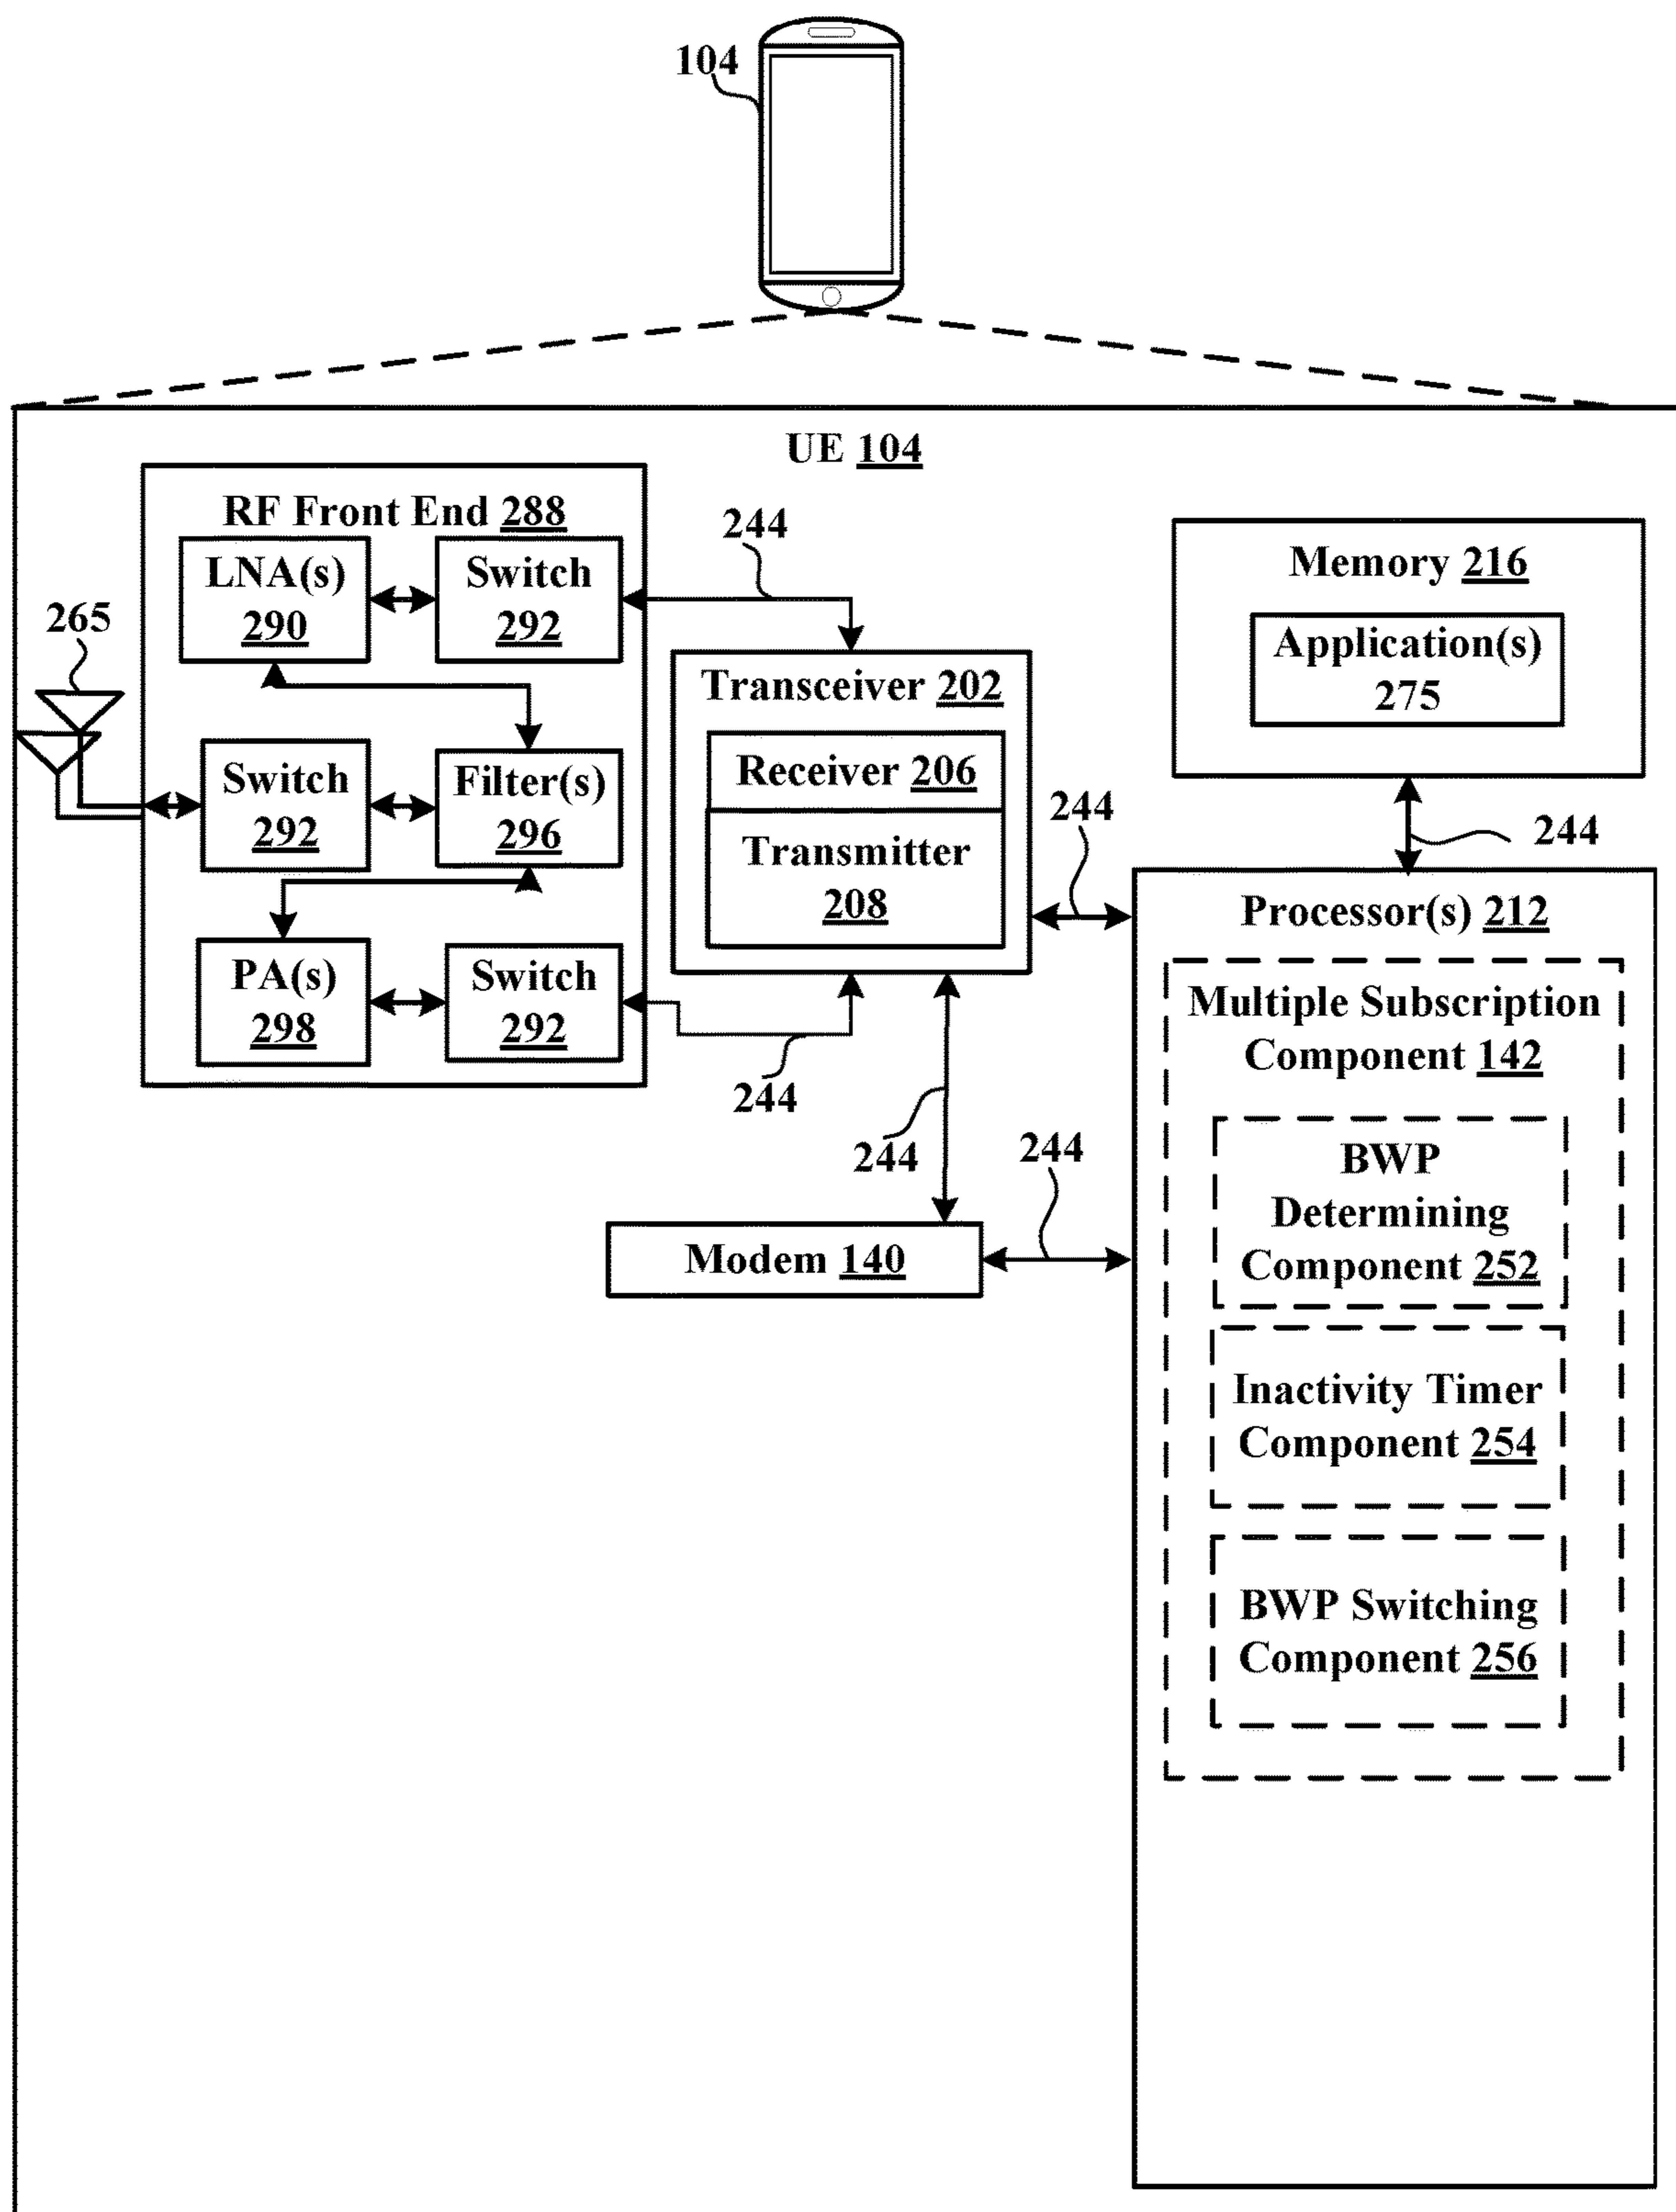 104
UE 104
RF Front End 288
LNA(s)
290
Switch
292
244
265
Switch
292
Filter(s)
296
PA(s)
298
Switch
292
244
Transceiver 202
Receiver 206
Transmitter
208
244
244
Modem 140
244
Memory 216
Application(s)
275
244
Processor(s) 212
Multiple Subscription
Component 142
BWP
Determining
Component 252
Inactivity Timer
Component 254
BWP Switching
Component 256